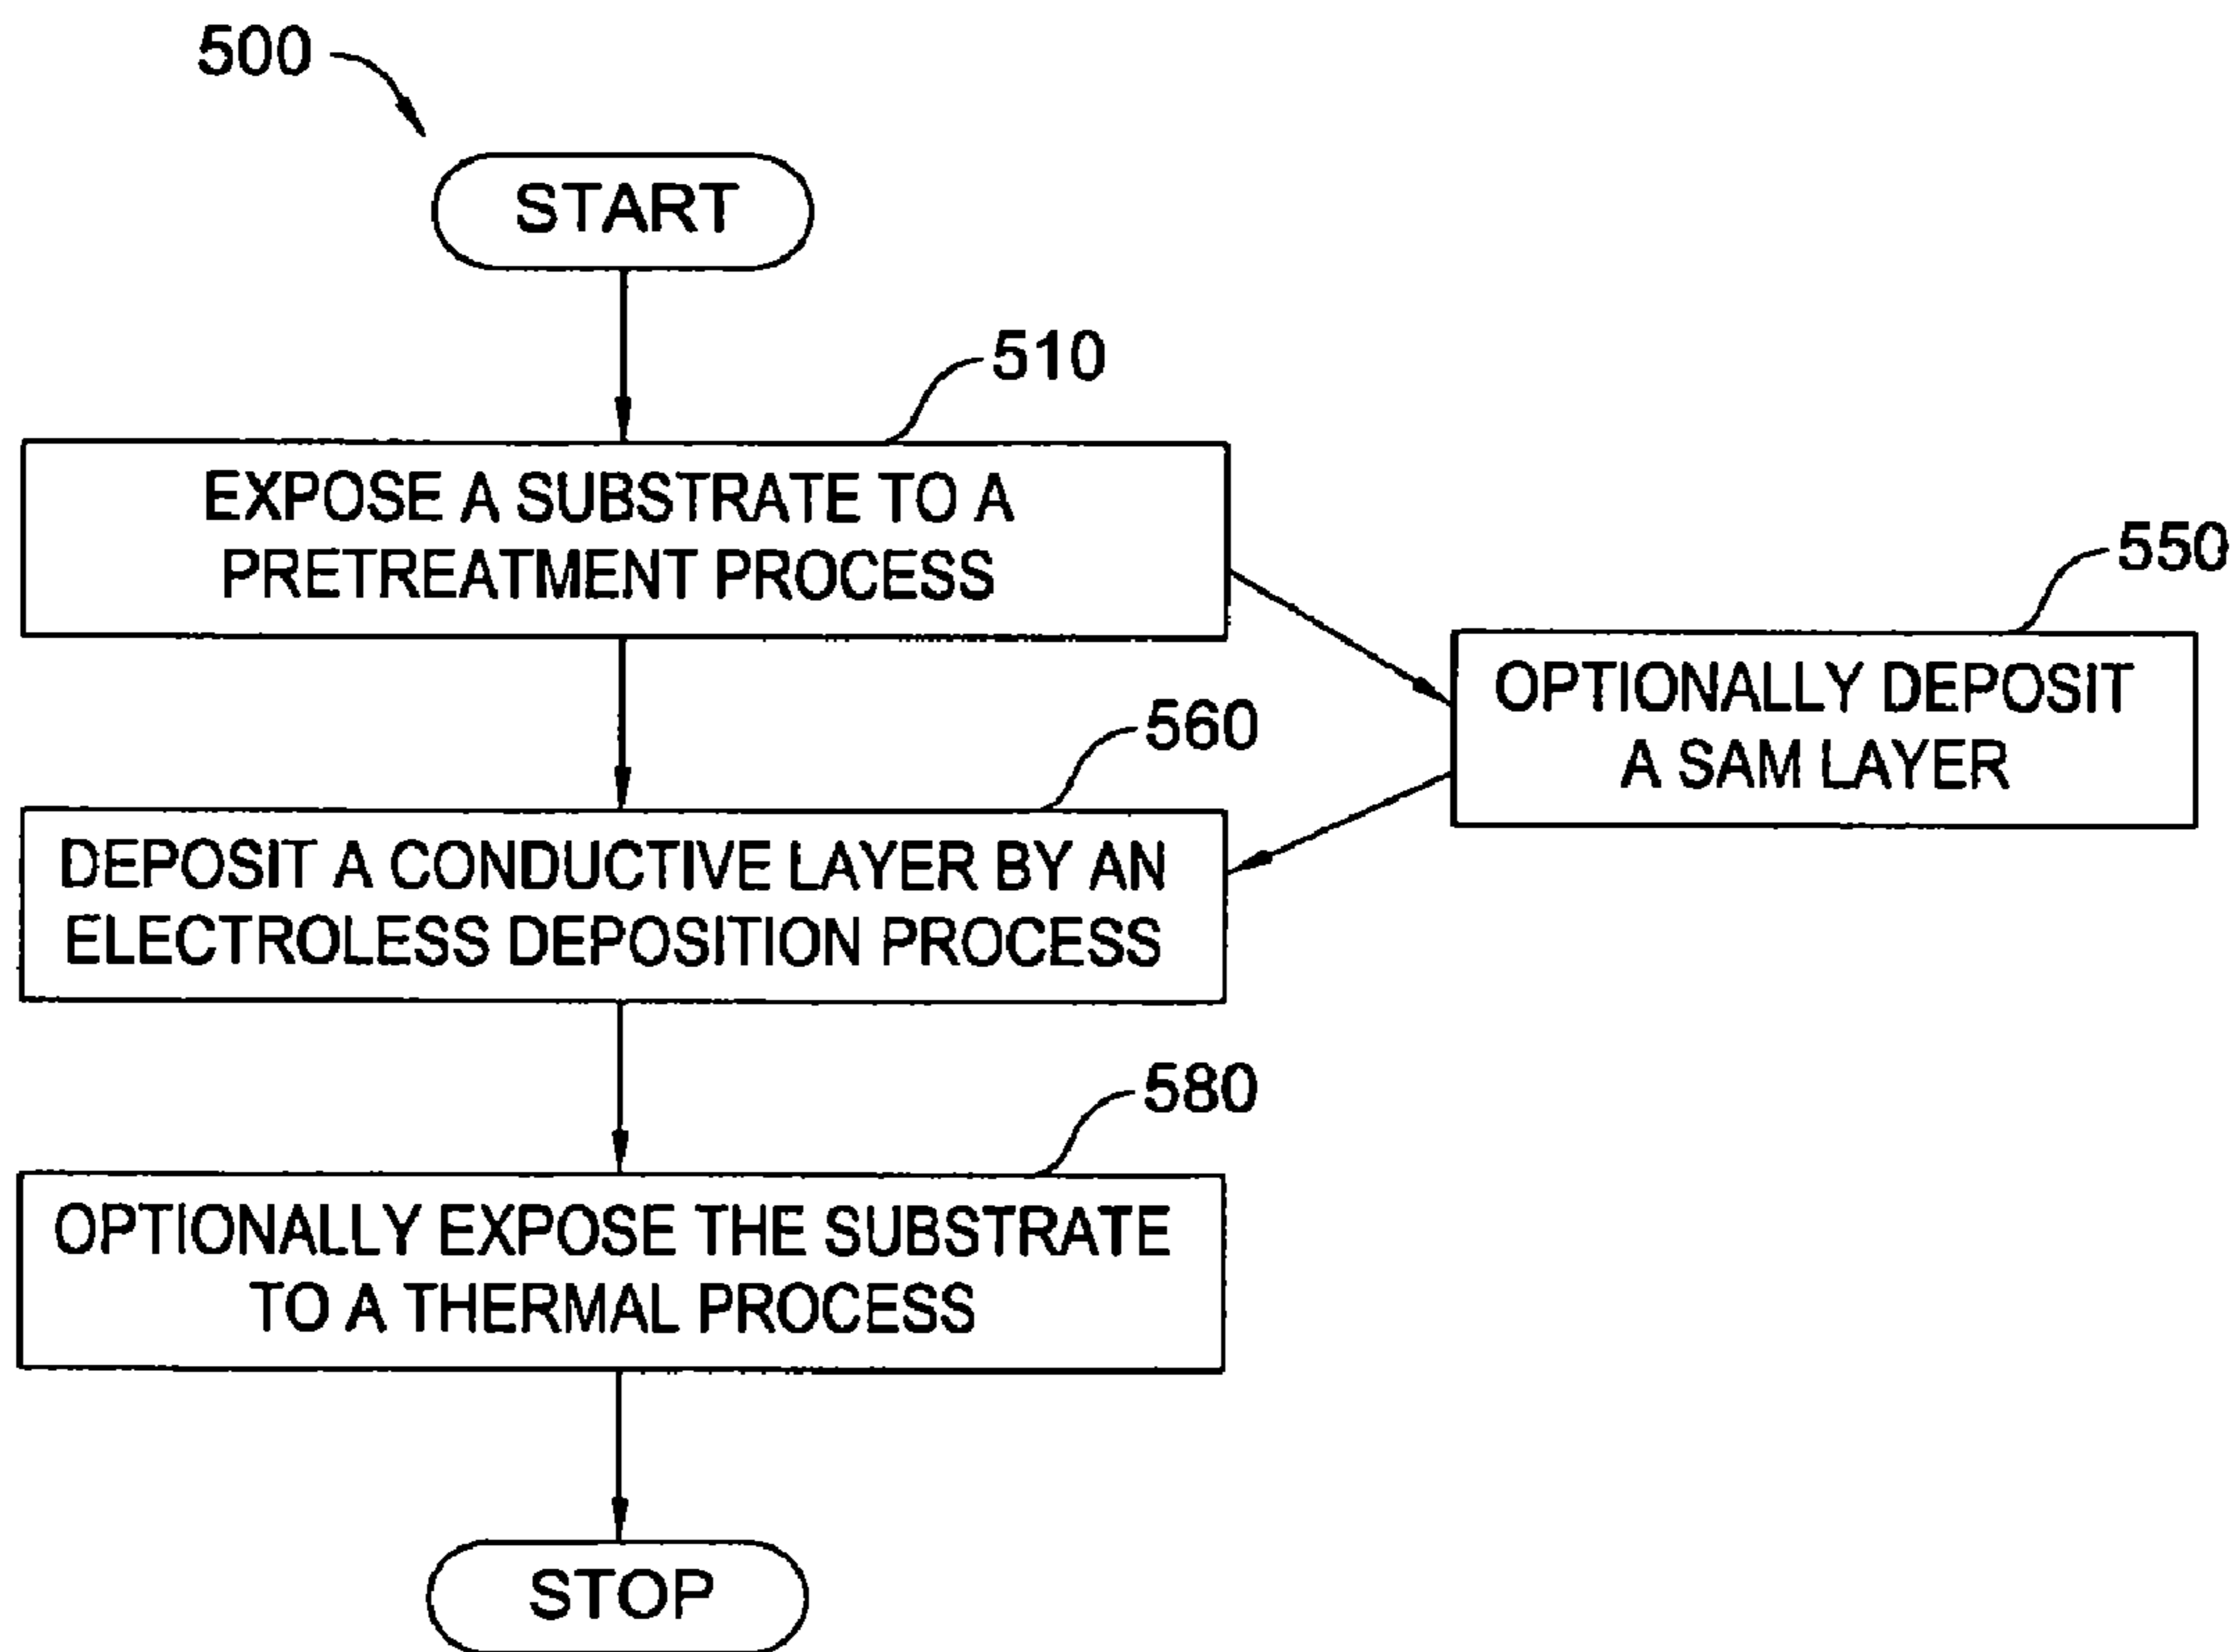 500
START
510
EXPOSE A SUBSTRATE TO A
PRETREATMENT PROCESS
550
OPTIONALLY DEPOSIT
A SAM LAYER
560
DEPOSIT A CONDUCTIVE LAYER BY AN
ELECTROLESS DEPOSITION PROCESS
580
OPTIONALLY EXPOSE THE SUBSTRATE
TO A THERMAL PROCESS
STOP